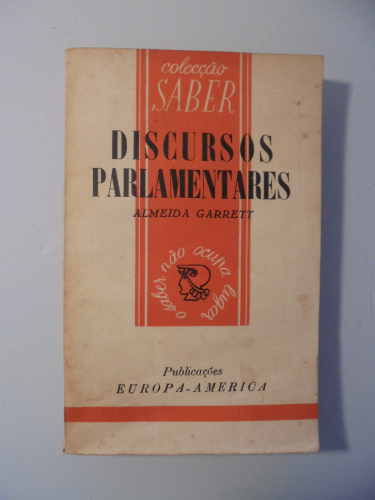 colecção
SABER
DISCURSOS
PARLAMENTARES
ALMEIDA GARRETT
o saber não ocupa lugar
Publicações
EUROPA-AMERICA